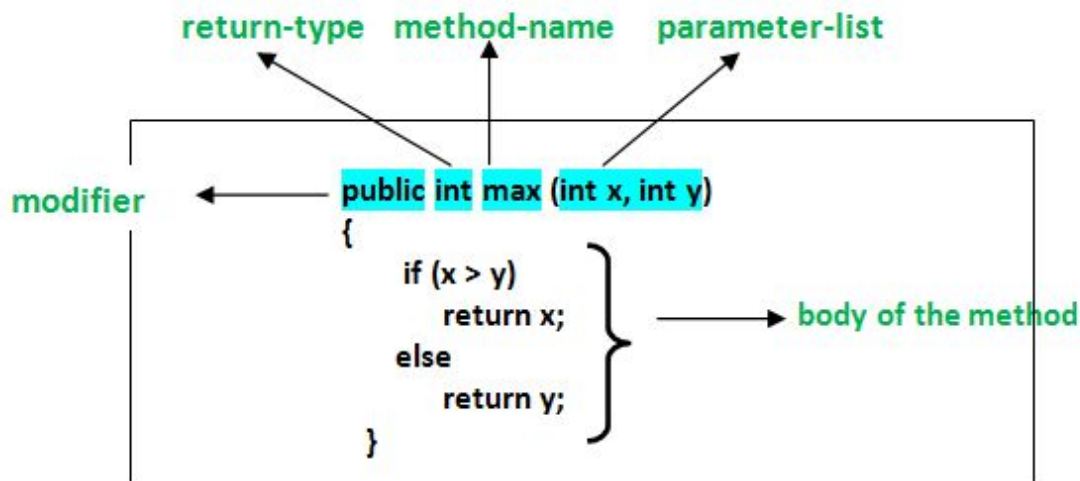 return-type method-name parameter-list
modifier
public int max (int x, int y)
{
if (x > y)
return x;
else
return y;
}
body of the method